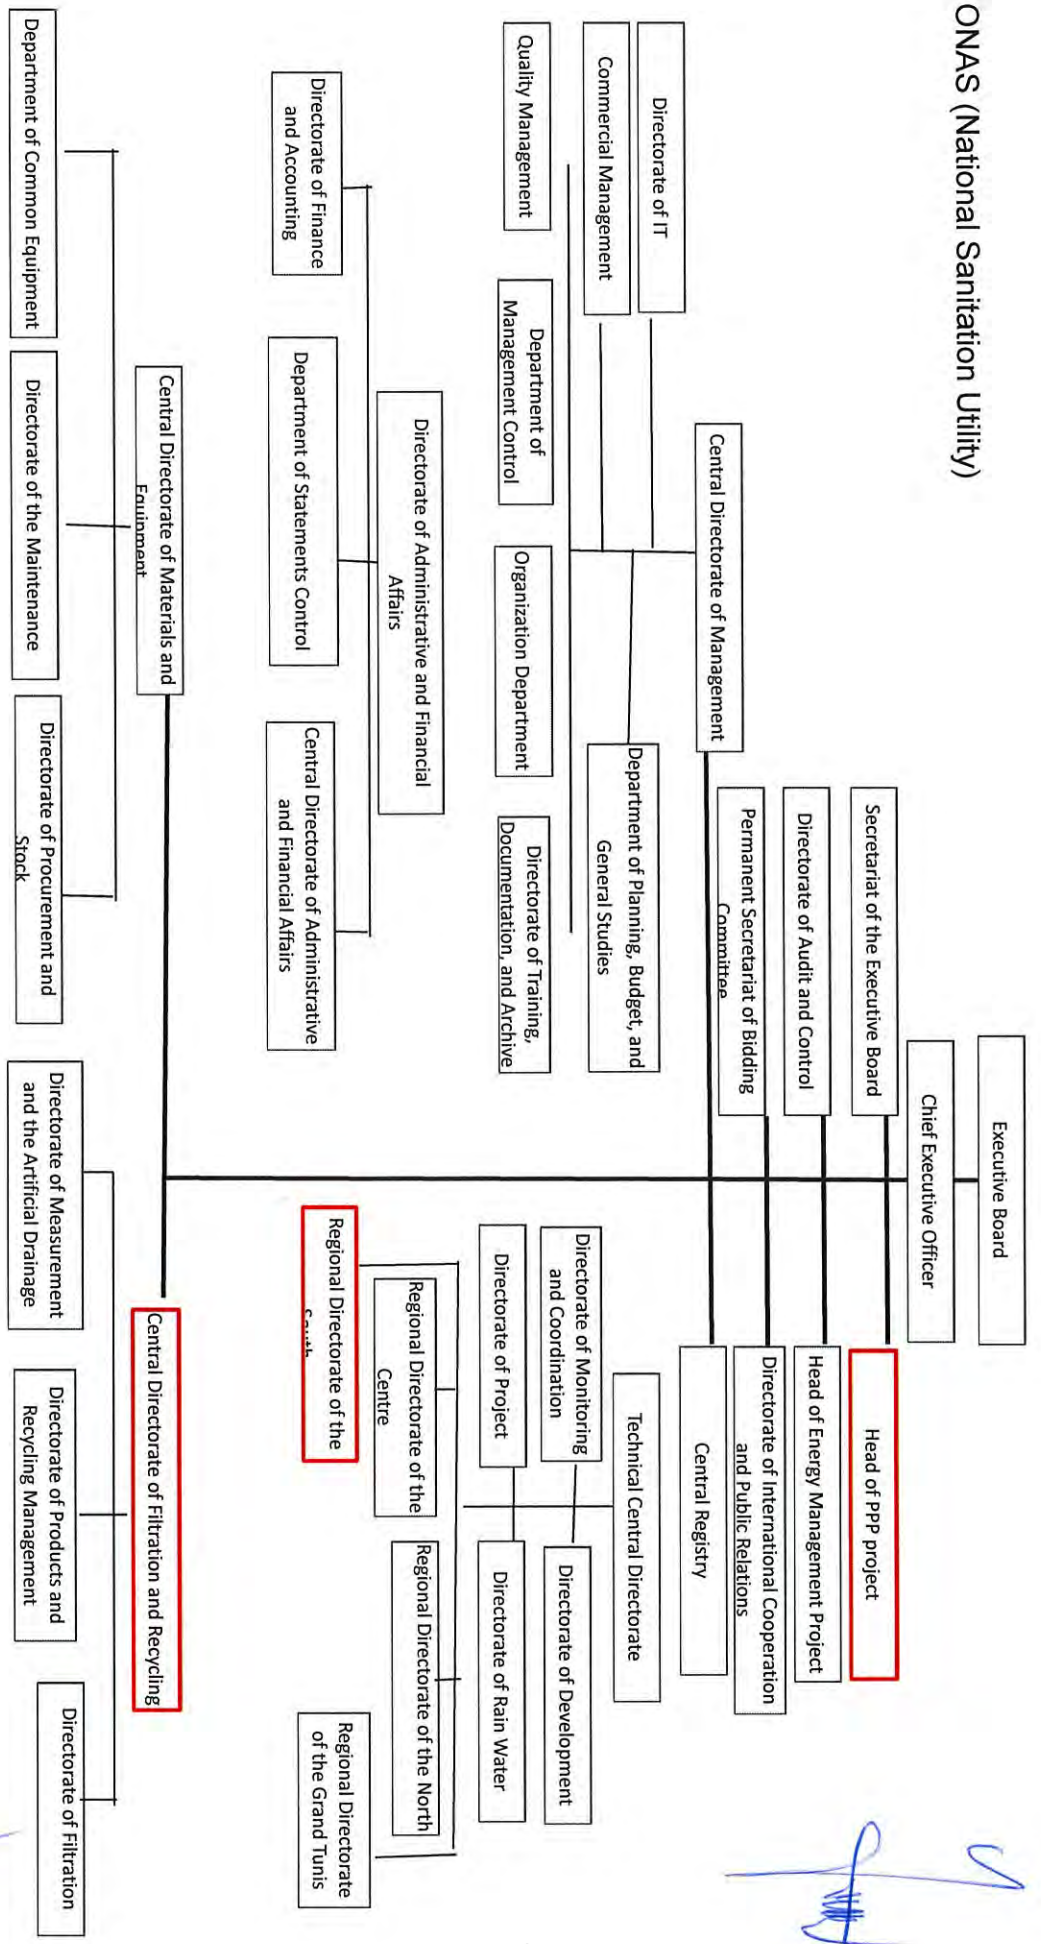 ONAS (National Sanitation Utility)
Executive Board
Chief Executive Officer
Secretariat of the Executive Board
Head of PPP project
Directorate of Audit and Control
Head of Energy Management Project
Permanent Secretariat of Bidding
Committee
Directorate of International Cooperation
and Public Relations
Central Directorate of Management
Central Registry
Directorate of IT
Technical Central Directorate
Commercial Management
Department of Planning, Budget, and
General Studies
Directorate of Monitoring
and Coordination
Directorate of Development
Quality Management
Department of
Management Control
Organization Department
Directorate of Training,
Documentation, and Archive
Directorate of Project
Directorate of Rain Water
Directorate of Administrative and Financial
Affairs
Regional Directorate of the
Centre
Regional Directorate of the North
Directorate of Finance
and Accounting
Department of Statements Control
Central Directorate of Administrative
and Financial Affairs
Regional Directorate of the
South
Regional Directorate
of the Grand Tunis
Central Directorate of Materials and
Equipment
Central Directorate of Filtration and Recycling
Department of Common Equipment
Directorate of the Maintenance
Directorate of Procurement and
Stock
Directorate of Measurement
and the Artificial Drainage
Directorate of Products and
Recycling Management
Directorate of Filtration